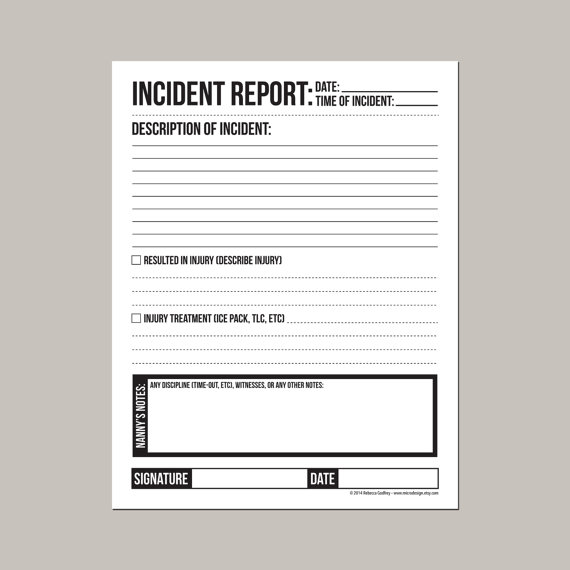 INCIDENT REPORT: DATE:
TIME OF INCIDENT:
DESCRIPTION OF INCIDENT:
RESULTED IN INJURY (DESCRIBE INJURY)
INJURY TREATMENT (ICE PACK, TLC, ETC)
NANNY'S NOTES:
ANY DISCIPLINE (TIME-OUT, ETC), WITNESSES, OR ANY OTHER NOTES:
SIGNATURE DATE
© 2014 Rebecca Godfrey - www.microdesign.etsy.com